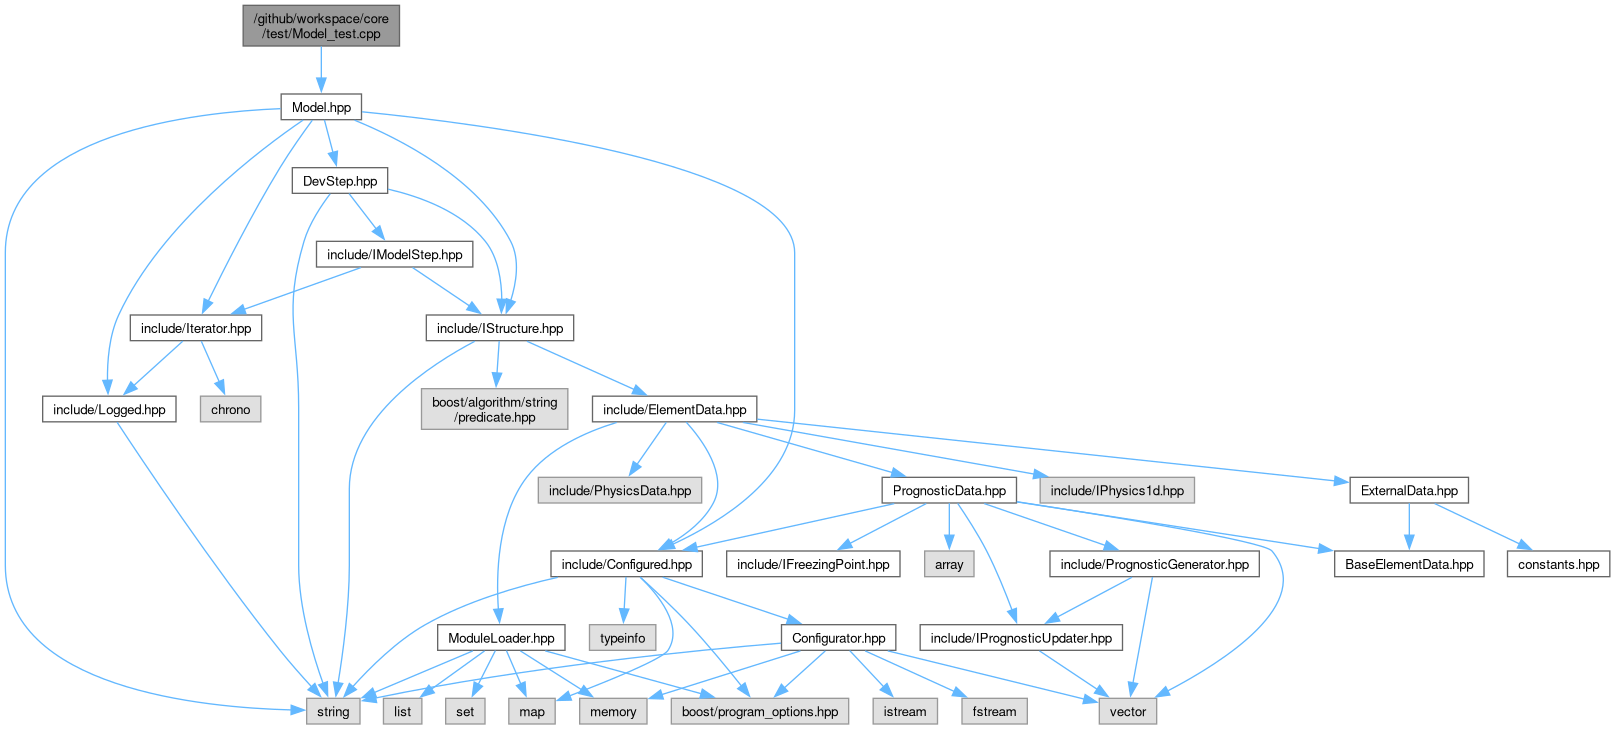 /github/workspace/core
/test/Model_test.cpp
Model.hpp
DevStep.hpp
include/IModelStep.hpp
include/Iterator.hpp
include/IStructure.hpp
include/Logged.hpp
chrono
boost/algorithm/string
/predicate.hpp
include/ElementData.hpp
include/PhysicsData.hpp
PrognosticData.hpp
include/IPhysics1d.hpp
ExternalData.hpp
include/Configured.hpp
include/IFreezingPoint.hpp
array
include/PrognosticGenerator.hpp
BaseElementData.hpp
constants.hpp
ModuleLoader.hpp
typeinfo
Configurator.hpp
include/IPrognosticUpdater.hpp
string
list
set
map
memory
boost/program_options.hpp
istream
fstream
vector